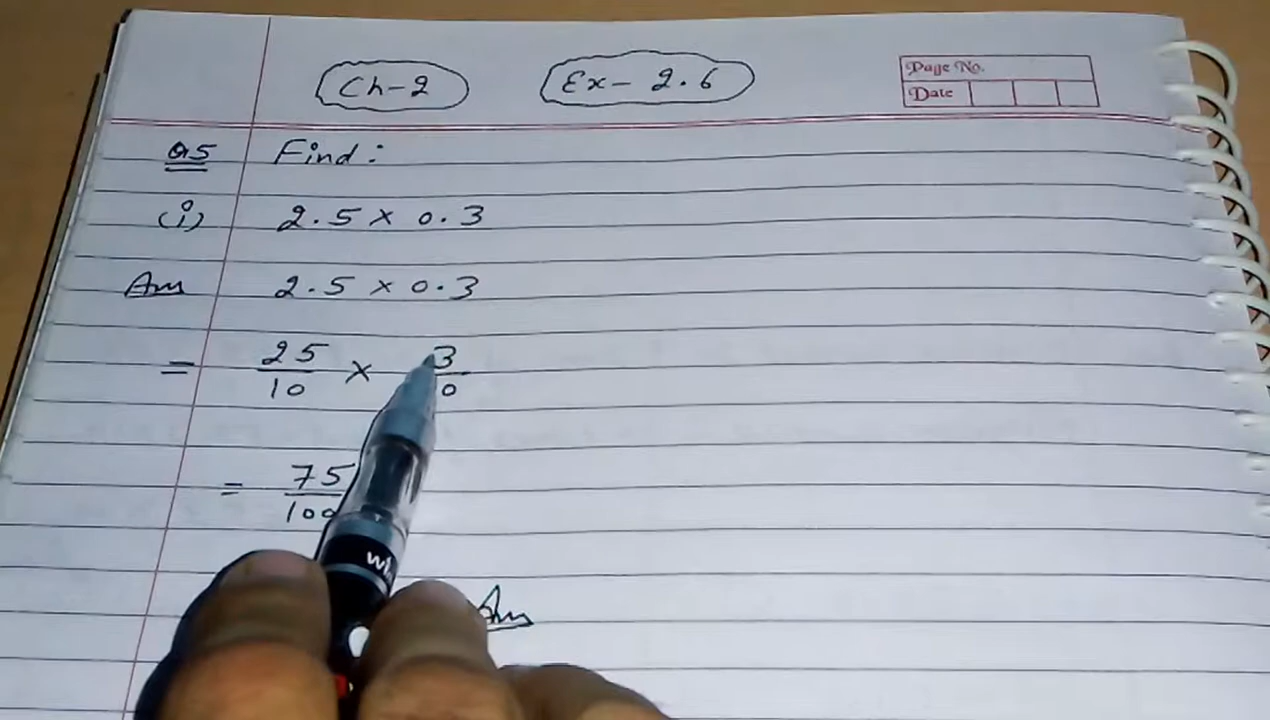 Ch-2 Ex- 2.6 Page No.
Date
Q5 Find:
(i) 2.5 × 0.3
Ans 2.5 × 0.3
= 25/10 × 3/0
= 75/100
Ans